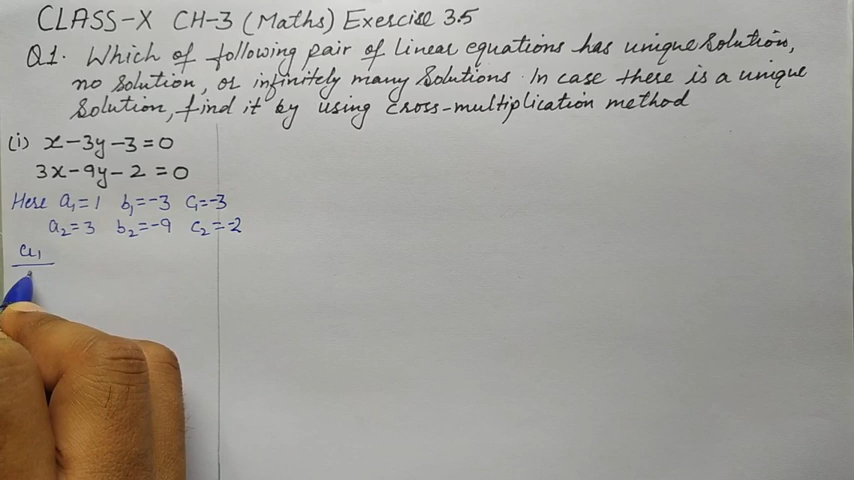 CLASS-X CH-3 (Maths) Exercise 3.5
Q1. Which of following pair of linear equations has unique solution,
no solution, or infinitely many solutions. In case there is a unique
solution, find it by using cross-multiplication method
(i) x-3y-3=0
3x-9y-2=0
Here a₁=1 b₁=-3 c₁=-3
a₂=3 b₂=-9 c₂=-2
a₁